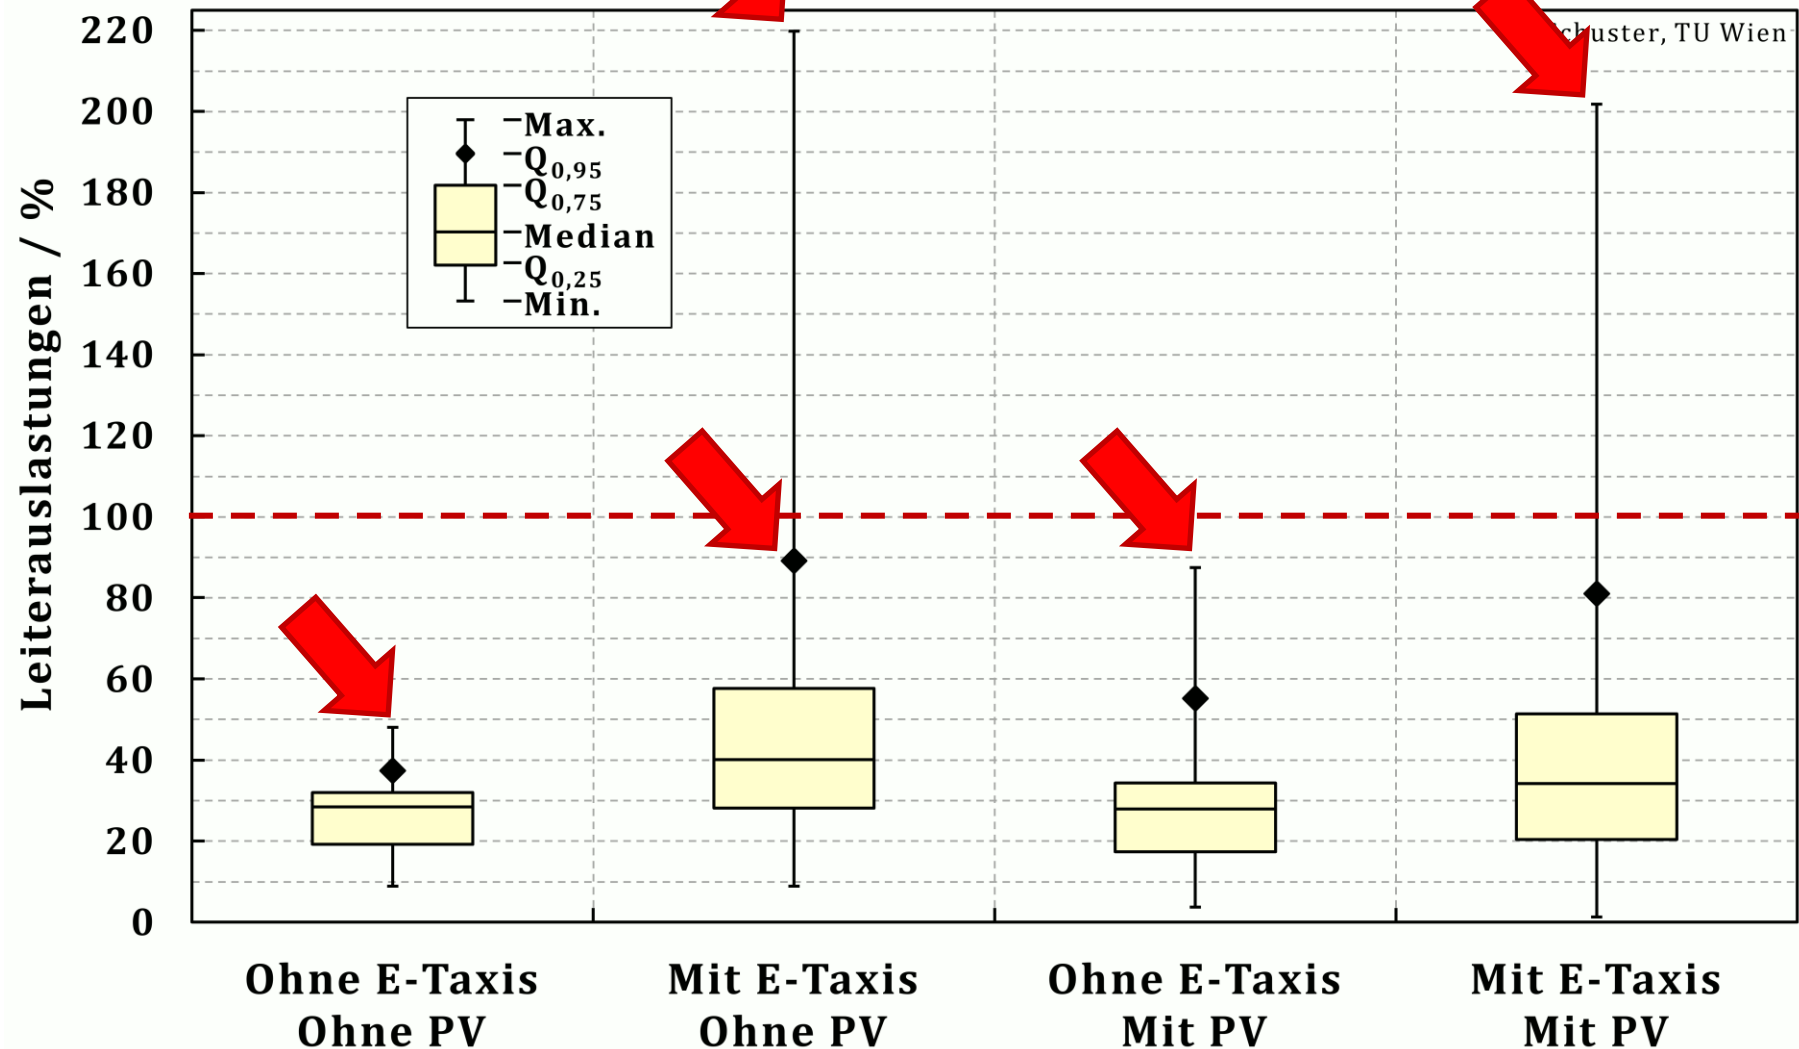 Leiterauslastungen / %
220
200
180
160
140
120
100
80
60
40
20
0
Max.
Q0,95
Q0,75
Median
Q0,25
Min.
TU Wien
Ohne E-Taxis
Ohne PV
Mit E-Taxis
Ohne PV
Ohne E-Taxis
Mit PV
Mit E-Taxis
Mit PV